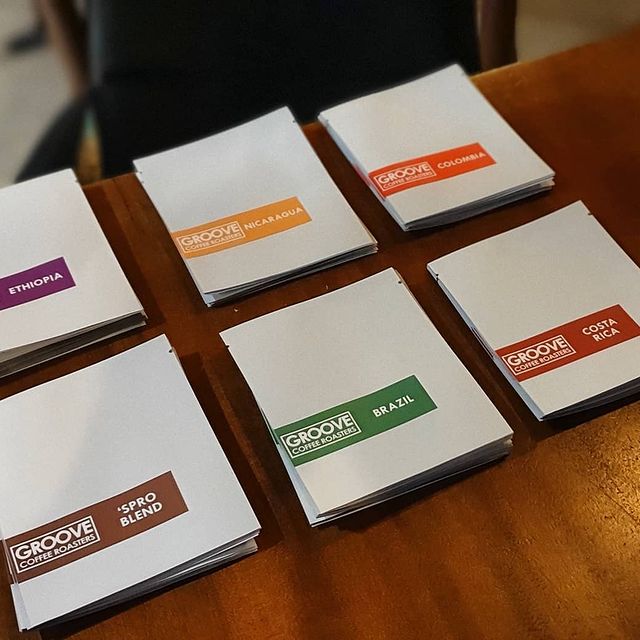 ETHIOPIA
GROOVE
COFFEE ROASTERS
NICARAGUA
GROOVE
COFFEE ROASTERS
COLOMBIA
GROOVE
COFFEE ROASTERS
'SPRO
BLEND
GROOVE
COFFEE ROASTERS
BRAZIL
GROOVE
COFFEE ROASTERS
COSTA
RICA